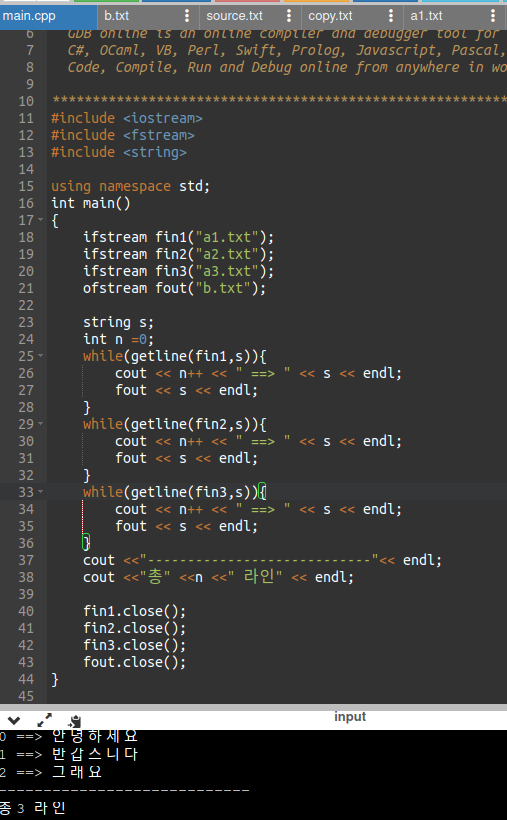 main.cpp
b.txt
source.txt
copy.txt
a1.txt
6 GDB online is an online compiler and debugger tool for
7 C#, OCaml, VB, Perl, Swift, Prolog, Javascript, Pascal,
8 Code, Compile, Run and Debug online from anywhere in wo
9
10 *********************************************************
11 #include <iostream>
12 #include <fstream>
13 #include <string>
14
15 using namespace std;
16 int main()
17 {
18 ifstream fin1("a1.txt");
19 ifstream fin2("a2.txt");
20 ifstream fin3("a3.txt");
21 ofstream fout("b.txt");
22
23 string s;
24 int n =0;
25 while(getline(fin1,s)){
26 cout << n++ << " ==> " << s << endl;
27 fout << s << endl;
28 }
29 while(getline(fin2,s)){
30 cout << n++ << " ==> " << s << endl;
31 fout << s << endl;
32 }
33 while(getline(fin3,s)){
34 cout << n++ << " ==> " << s << endl;
35 fout << s << endl;
36 }
37 cout <<"----------------------------"<< endl;
38 cout <<"총" <<n <<" 라인" << endl;
39
40 fin1.close();
41 fin2.close();
42 fin3.close();
43 fout.close();
44 }
45
input
0 ==> 안녕하세요
1 ==> 반갑스니다
2 ==> 그래요
----------------------------
총3 라인